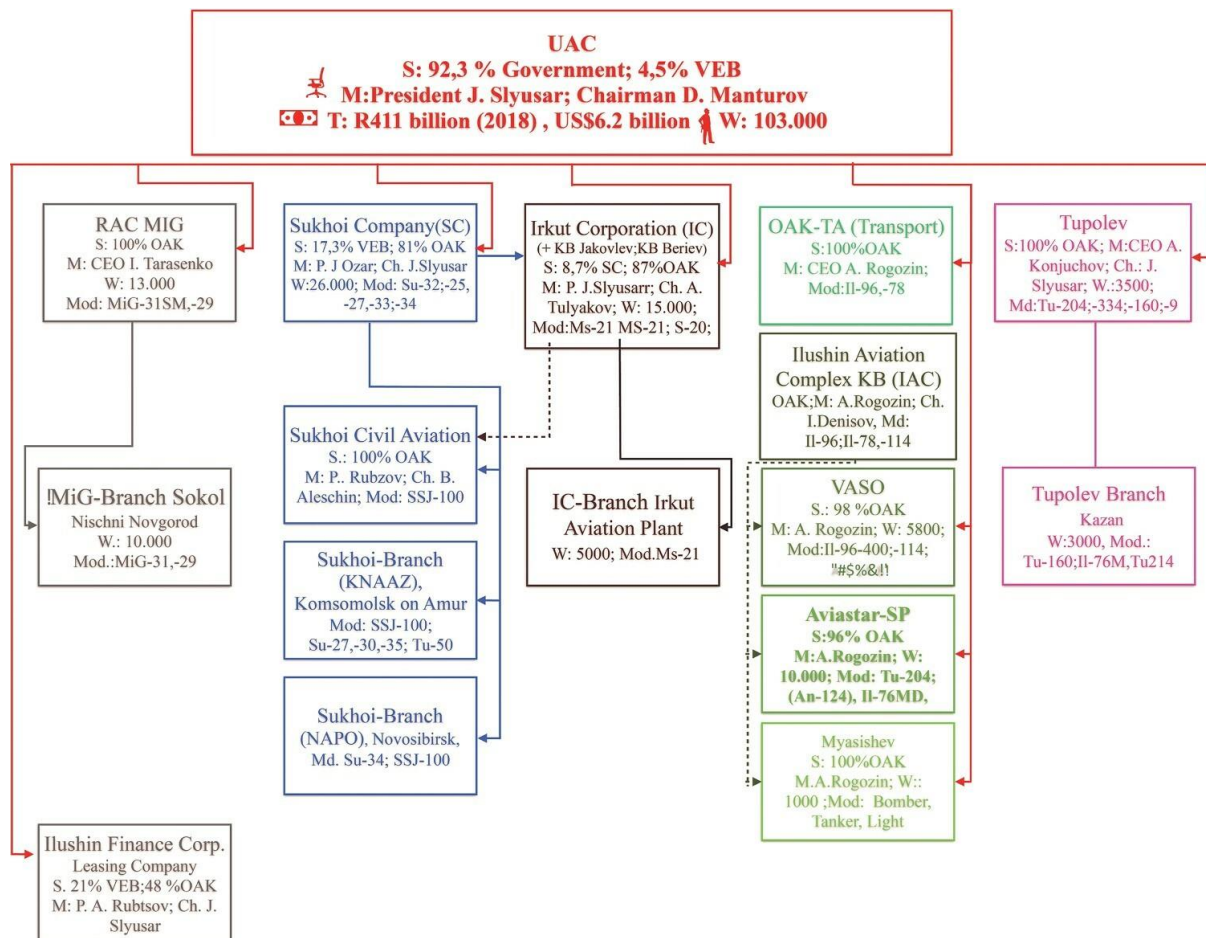 UAC
S: 92,3 % Government; 4,5% VEB
M:President J. Slyusar; Chairman D. Manturov
T: R411 billion (2018) , US$6.2 billion W: 103.000
RAC MIG
S: 100% OAK
M: CEO I. Tarasenko
W: 13.000
Mod: MiG-31SM,-29
Sukhoi Company(SC)
S: 17,3% VEB; 81% OAK
M: P. J Ozar; Ch. J.Slyusar
W:26.000; Mod: Su-32;-25,
-27,-33;-34
Irkut Corporation (IC)
(+ KB Jakovlev;KB Beriev)
S: 8,7% SC; 87%OAK
M: P. J.Slyusarr; Ch. A.
Tulyakov; W: 15.000;
Mod:Ms-21 MS-21; S-20;
OAK-TA (Transport)
S:100%OAK
M: CEO A. Rogozin;
Mod:Il-96,-78
Tupolev
S:100% OAK; M:CEO A.
Konjuchov; Ch.: J.
Slyusar; W.:3500;
Md:Tu-204;-334;-160;-9
Ilushin Aviation
Complex KB (IAC)
OAK;M: A.Rogozin; Ch.
I.Denisov, Md:
Il-96;Il-78,-114
Sukhoi Civil Aviation
S.: 100% OAK
M: P.. Rubzov; Ch. B.
Aleschin; Mod: SSJ-100
!MiG-Branch Sokol
Nischni Novgorod
W.: 10.000
Mod.:MiG-31,-29
IC-Branch Irkut
Aviation Plant
W: 5000; Mod.Ms-21
VASO
S.: 98 %OAK
M: A. Rogozin; W: 5800;
Mod:Il-96-400;-114;
"#$%&!'
Tupolev Branch
Kazan
W:3000, Mod.:
Tu-160;Il-76M,Tu214
Sukhoi-Branch
(KNAAZ),
Komsomolsk on Amur
Mod: SSJ-100;
Su-27,-30,-35; Tu-50
Aviastar-SP
S:96% OAK
M:A.Rogozin; W:
10.000; Mod: Tu-204;
(An-124), Il-76MD,
Sukhoi-Branch
(NAPO), Novosibirsk,
Md. Su-34; SSJ-100
Myasishev
S: 100%OAK
M.A.Rogozin; W::
1000 ;Mod: Bomber,
Tanker, Light
Ilushin Finance Corp.
Leasing Company
S. 21% VEB;48 %OAK
M: P. A. Rubtsov; Ch. J.
Slyusar